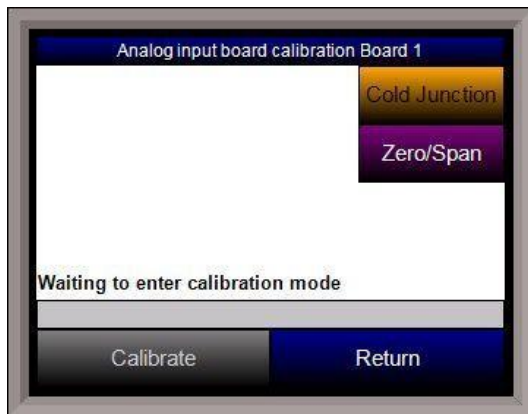 Analog input board calibration Board 1
Cold Junction
Zero/Span
Waiting to enter calibration mode
Calibrate
Return